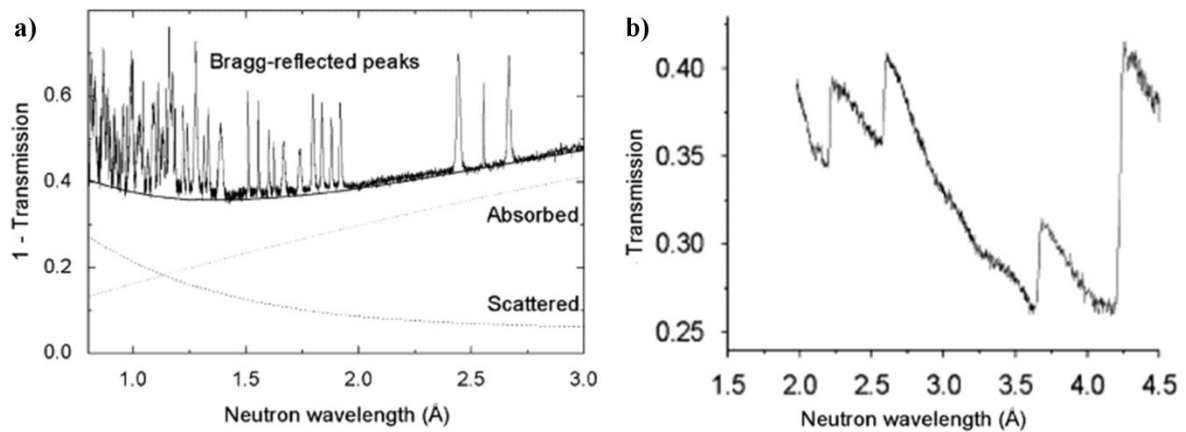 a)
Bragg-reflected peaks
Absorbed
Scattered
1 - Transmission
0.6
0.4
0.2
0.0
1.0 1.5 2.0 2.5 3.0
Neutron wavelength (Å)
b)
Transmission
0.40
0.35
0.30
0.25
1.5 2.0 2.5 3.0 3.5 4.0 4.5
Neutron wavelength (Å)